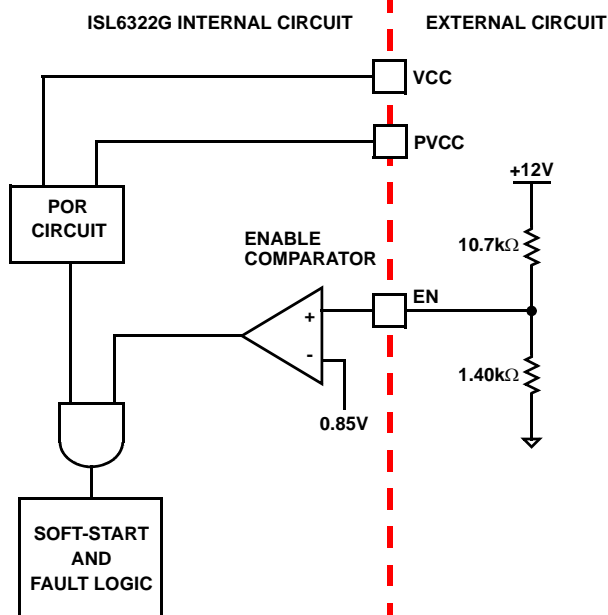 ISL6322G INTERNAL CIRCUIT
EXTERNAL CIRCUIT
VCC
PVCC
+12V
POR
CIRCUIT
10.7kΩ
ENABLE
COMPARATOR
EN
+
-
1.40kΩ
0.85V
SOFT-START
AND
FAULT LOGIC